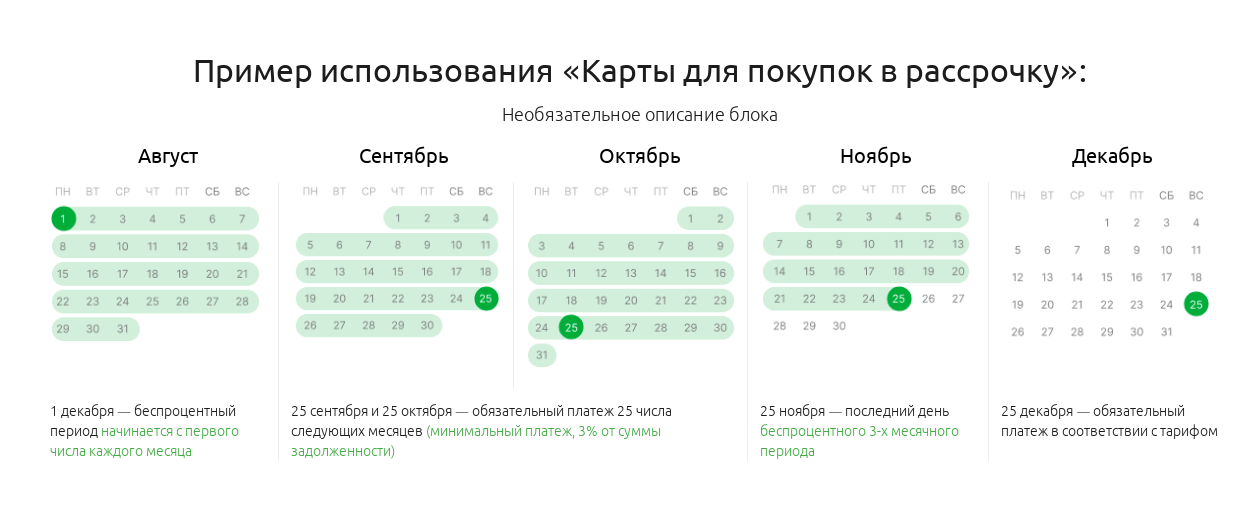 Пример использования «Карты для покупок в рассрочку»:
Необязательное описание блока
Август
ПН ВТ СР ЧТ ПТ СБ ВС
1 2 3 4 5 6 7
8 9 10 11 12 13 14
15 16 17 18 19 20 21
22 23 24 25 26 27 28
29 30 31
1 декабря — беспроцентный
период начинается с первого
числа каждого месяца
Сентябрь
ПН ВТ СР ЧТ ПТ СБ ВС
1 2 3 4
5 6 7 8 9 10 11
12 13 14 15 16 17 18
19 20 21 22 23 24 25
26 27 28 29 30
Октябрь
ПН ВТ СР ЧТ ПТ СБ ВС
1 2
3 4 5 6 7 8 9
10 11 12 13 14 15 16
17 18 19 20 21 22 23
24 25 26 27 28 29 30
31
25 сентября и 25 октября — обязательный платеж 25 числа
следующих месяцев (минимальный платеж, 3% от суммы
задолженности)
Ноябрь
ПН ВТ СР ЧТ ПТ СБ ВС
1 2 3 4 5 6
7 8 9 10 11 12 13
14 15 16 17 18 19 20
21 22 23 24 25 26 27
28 29 30
25 ноября — последний день
беспроцентного 3-х месячного
периода
Декабрь
ПН ВТ СР ЧТ ПТ СБ ВС
1 2 3 4
5 6 7 8 9 10 11
12 13 14 15 16 17 18
19 20 21 22 23 24 25
26 27 28 29 30 31
25 декабря — обязательный
платеж в соответствии с тарифом